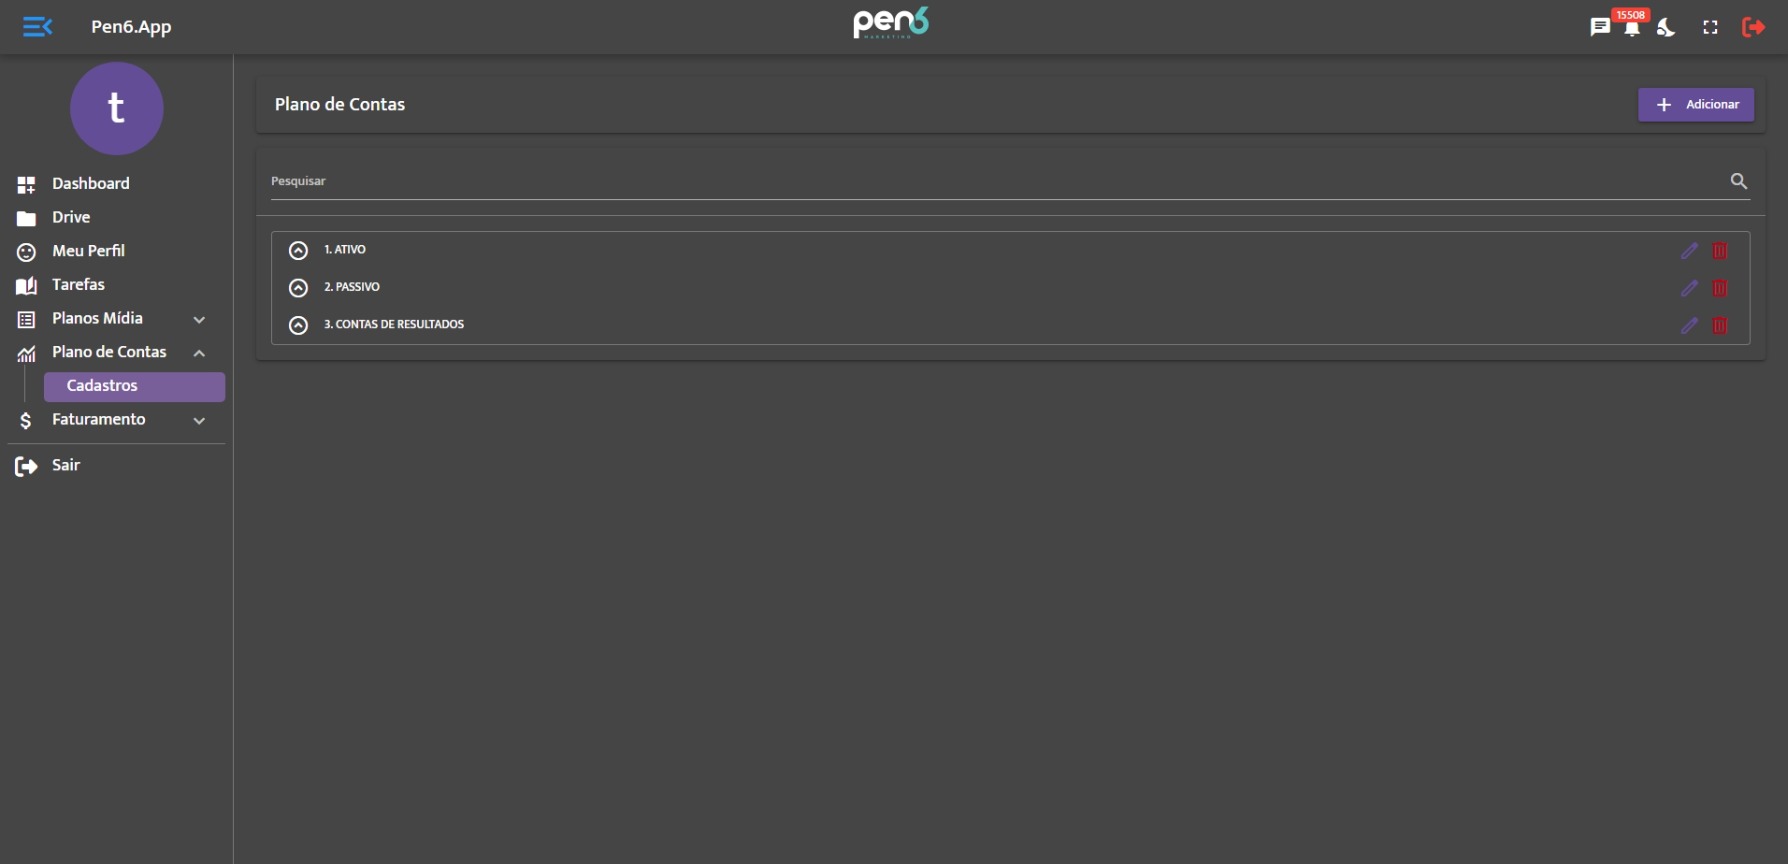 Pen6.App
pen6
MARKETING
15508
t
Dashboard
Drive
Meu Perfil
Tarefas
Planos Mídia
Plano de Contas
Cadastros
Faturamento
Sair
Plano de Contas
Adicionar
Pesquisar
1. ATIVO
2. PASSIVO
3. CONTAS DE RESULTADOS